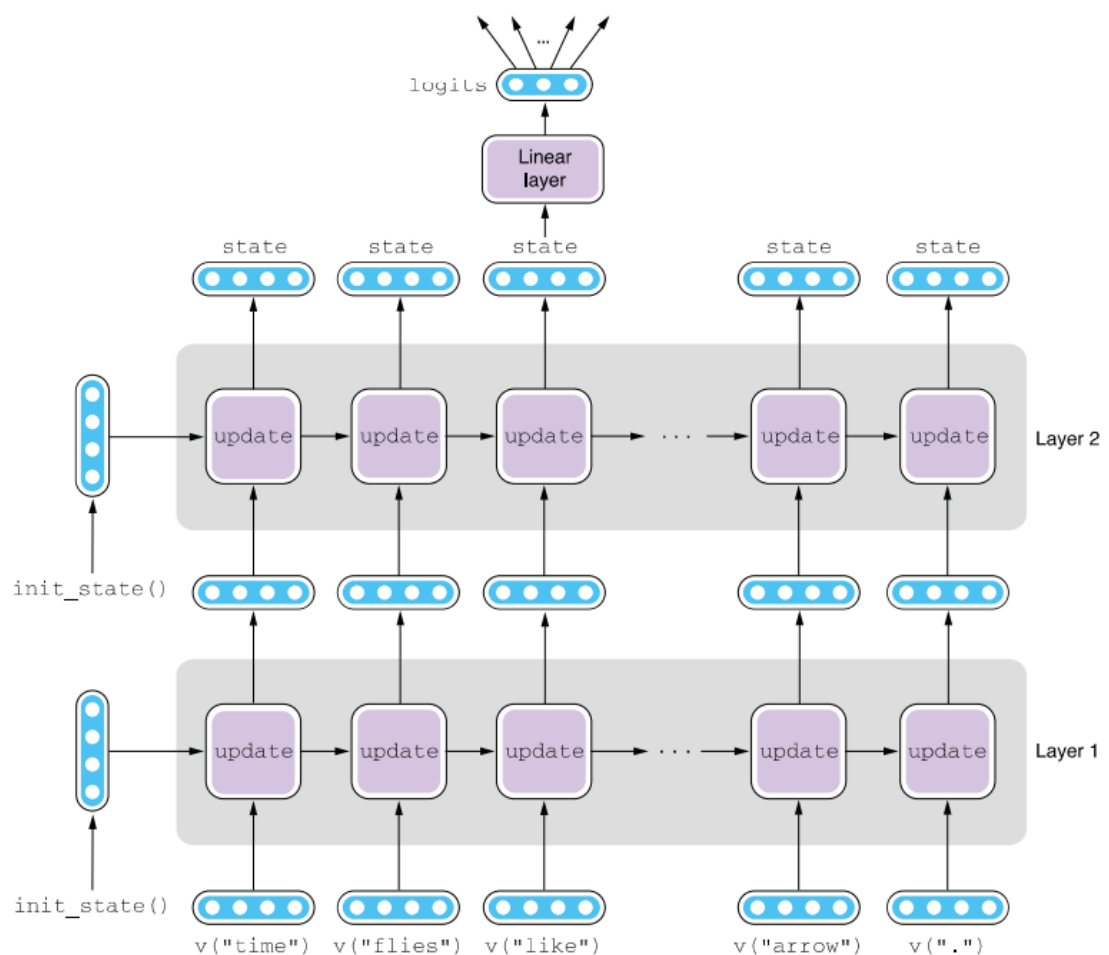 ...
logits
Linear
layer
state state state state state
update update update ... update update
Layer 2
init_state()
update update update ... update update
Layer 1
init_state()
v("time") v("flies") v("like") v("arrow") v(".")